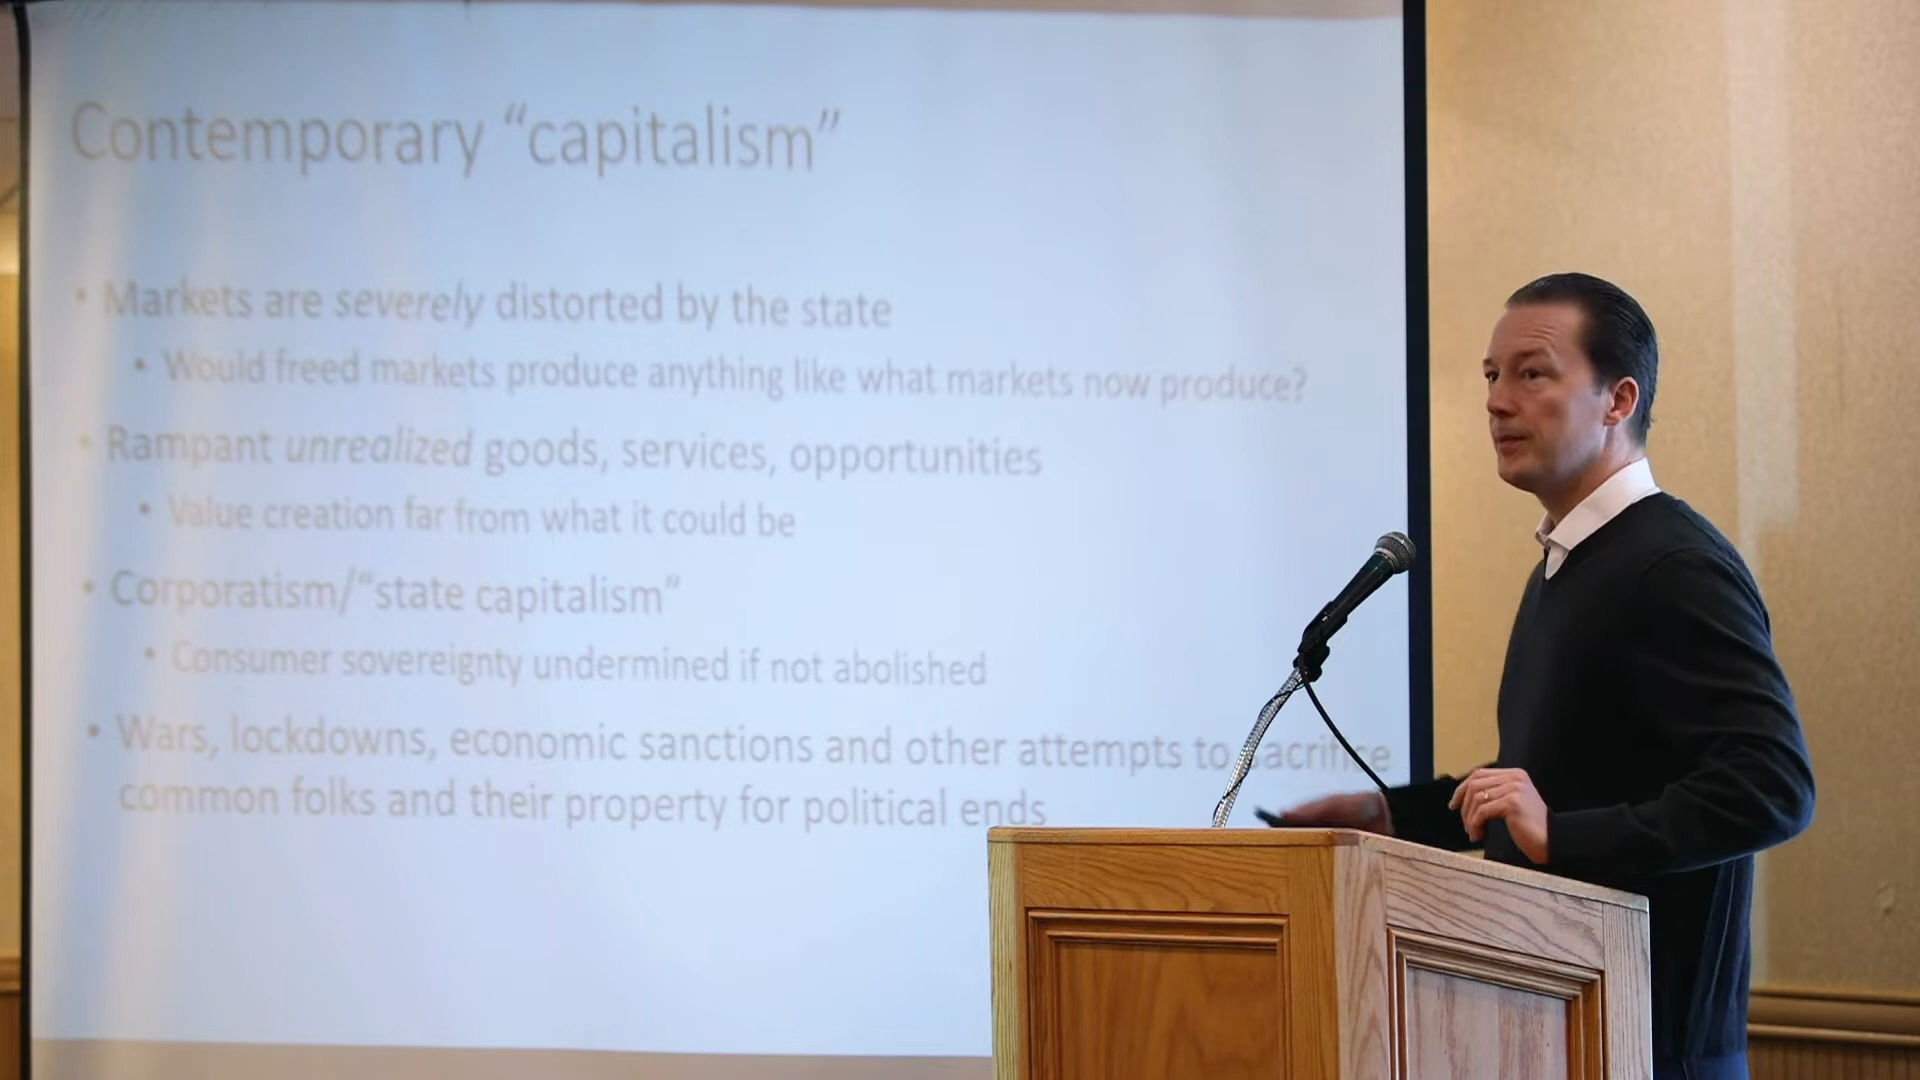 Contemporary “capitalism”
• Markets are severely distorted by the state
• Would freed markets produce anything like what markets now produce?
• Rampant unrealized goods, services, opportunities
• Value creation far from what it could be
• Corporatism/“state capitalism”
• Consumer sovereignty undermined if not abolished
• Wars, lockdowns, economic sanctions and other attempts to sacrifice
common folks and their property for political ends